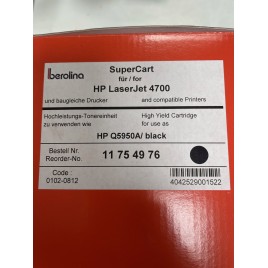 berolina
SuperCart
für / for
HP LaserJet 4700
und baugleiche Drucker
and compatible Printers
Hochleistungs-Tonereinheit
zu verwenden wie
High Yield Cartridge
for use as
HP Q5950A/ black
Bestell Nr.
Reorder-No.
11 75 49 76
Code :
0102-0812
4042529001522